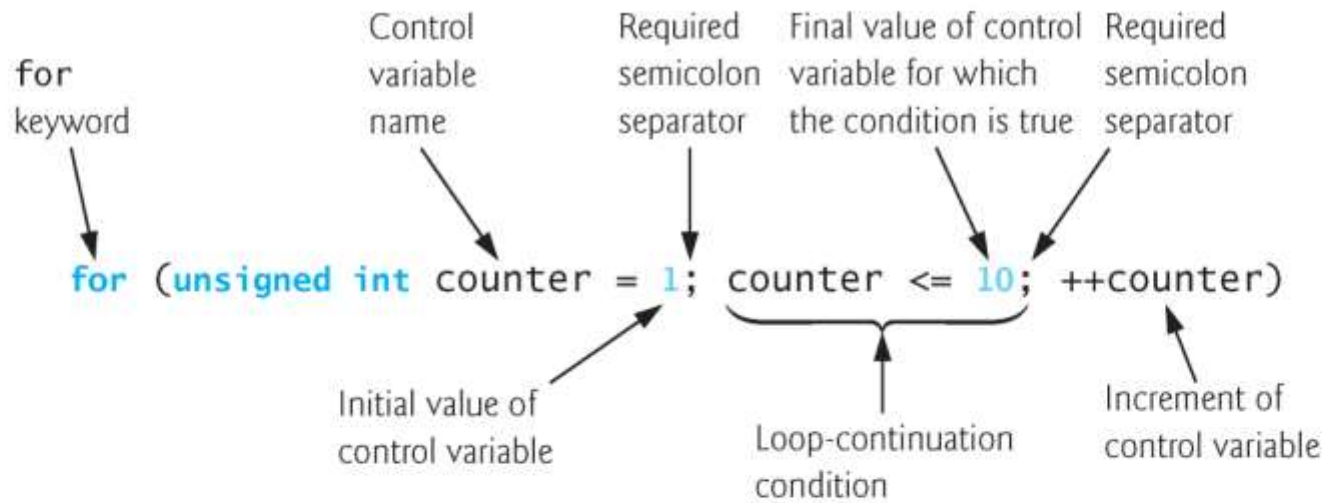 for
keyword
Control
variable
name
Required
semicolon
separator
Final value of control
variable for which
the condition is true
Required
semicolon
separator
for (unsigned int counter = 1; counter <= 10; ++counter)
Initial value of
control variable
Loop-continuation
condition
Increment of
control variable